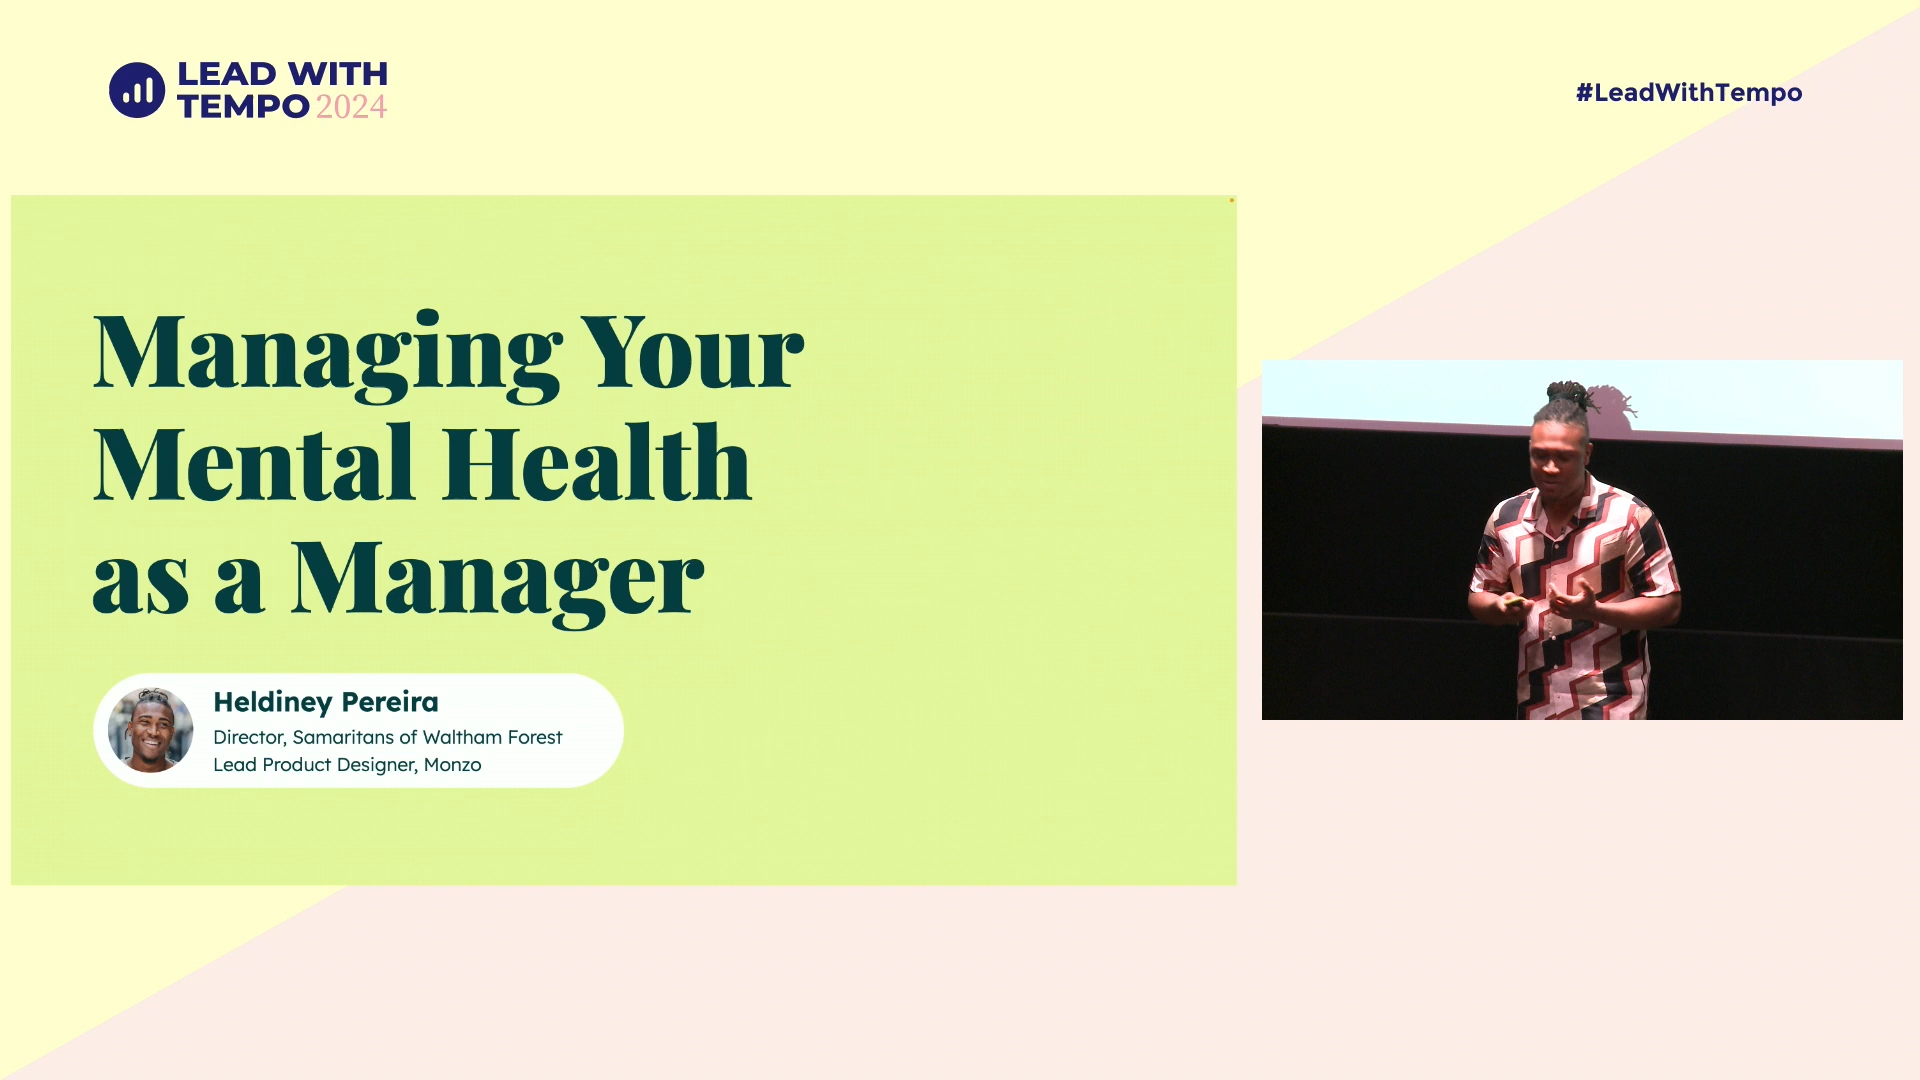 LEAD WITH
TEMPO 2024
#LeadWithTempo
Managing Your
Mental Health
as a Manager
Heldiney Pereira
Director, Samaritans of Waltham Forest
Lead Product Designer, Monzo